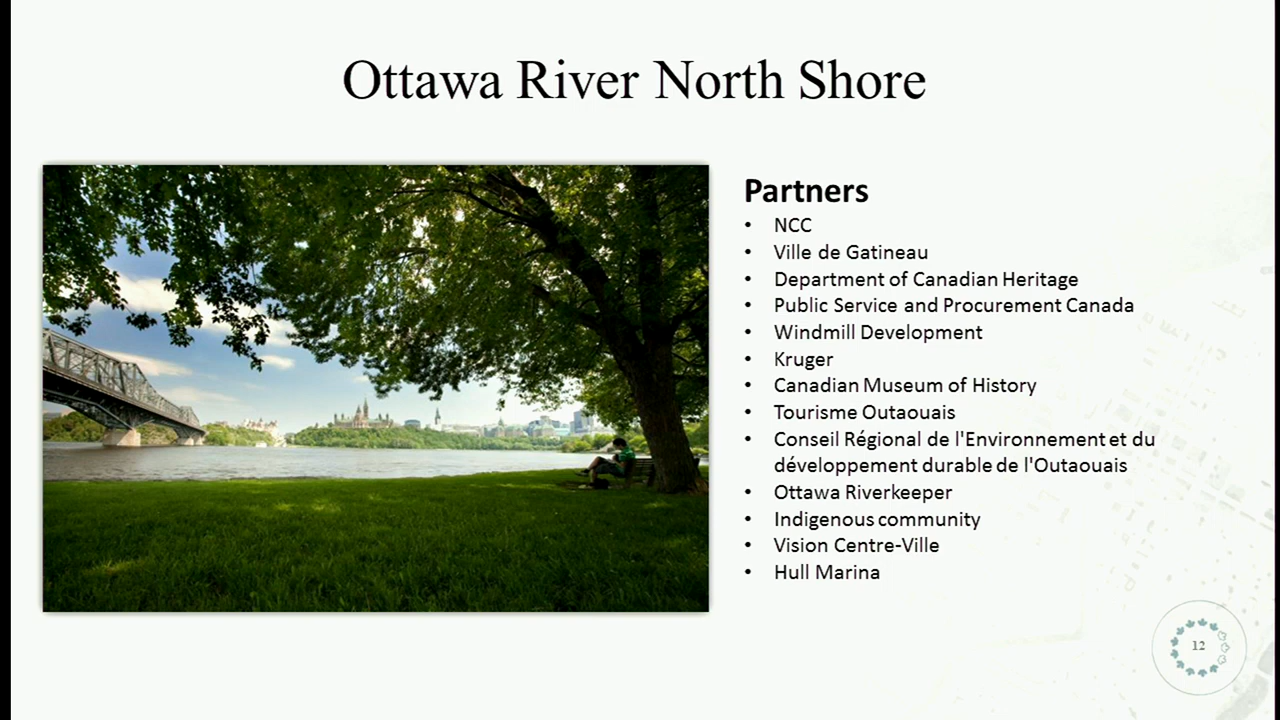 Ottawa River North Shore
Partners
• NCC
• Ville de Gatineau
• Department of Canadian Heritage
• Public Service and Procurement Canada
• Windmill Development
• Kruger
• Canadian Museum of History
• Tourisme Outaouais
• Conseil Régional de l'Environnement et du
développement durable de l'Outaouais
• Ottawa Riverkeeper
• Indigenous community
• Vision Centre-Ville
• Hull Marina
12